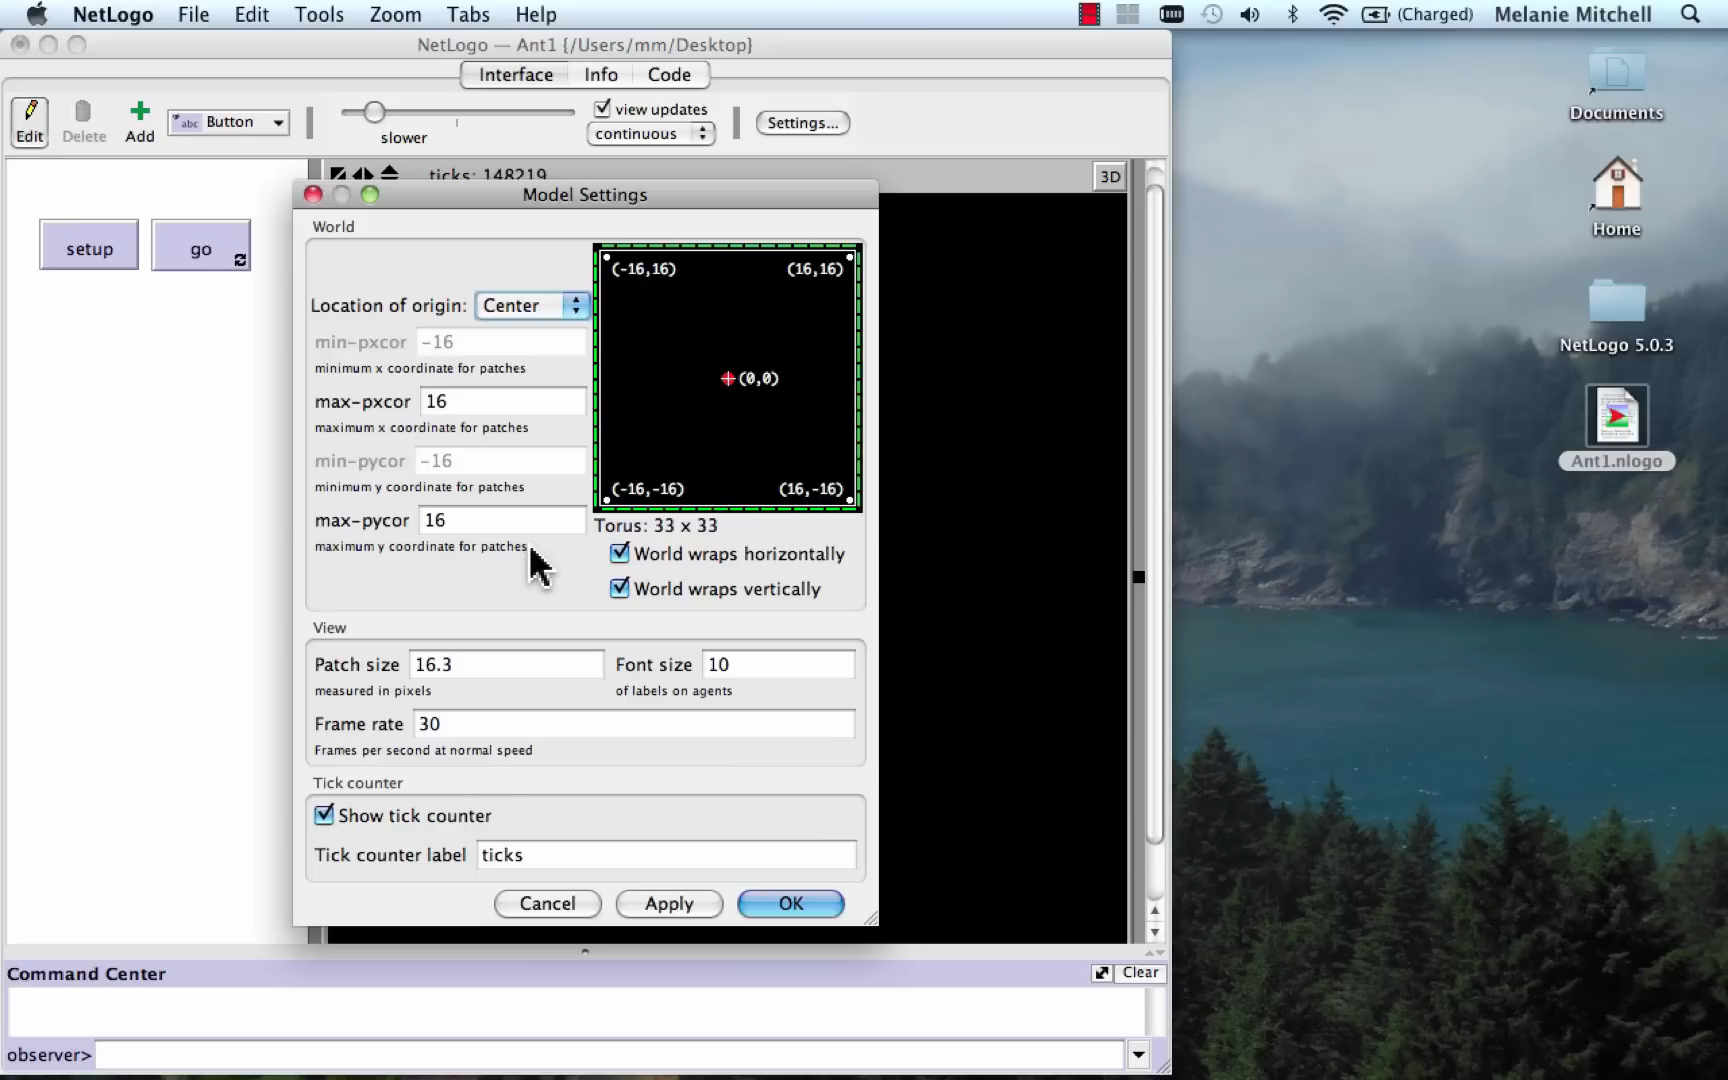 NetLogo File Edit Tools Zoom Tabs Help (Charged) Melanie Mitchell
NetLogo — Ant1 {/Users/mm/Desktop}
Interface Info Code
Edit Delete Add abc Button slower view updates continuous Settings...
ticks: 148219 3D
setup go
Model Settings
World
Location of origin: Center
min-pxcor -16
minimum x coordinate for patches
max-pxcor 16
maximum x coordinate for patches
min-pycor -16
minimum y coordinate for patches
max-pycor 16
maximum y coordinate for patches
(-16,16) (16,16)
(0,0)
(-16,-16) (16,-16)
Torus: 33 x 33
World wraps horizontally
World wraps vertically
View
Patch size 16.3 Font size 10
measured in pixels of labels on agents
Frame rate 30
Frames per second at normal speed
Tick counter
Show tick counter
Tick counter label ticks
Cancel Apply OK
Command Center Clear
observer>
Documents
Home
NetLogo 5.0.3
Ant1.nlogo